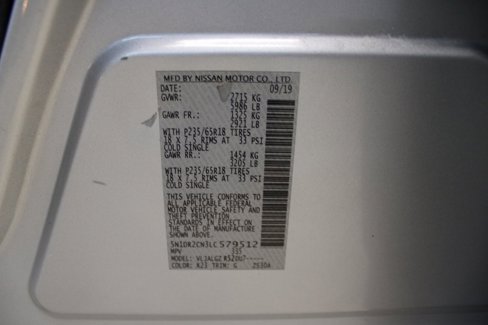 MFD BY NISSAN MOTOR CO., LTD
DATE: 09/19
GVWR: 2715 KG
5986 LB
GAWR FR.: 1325 KG
2921 LB
WITH P235/65R18 TIRES
18 X 7.5 RIMS AT 33 PSI
COLD SINGLE
GAWR RR.: 1454 KG
3205 LB
WITH P235/65R18 TIRES
18 X 7.5 RIMS AT 33 PSI
COLD SINGLE
THIS VEHICLE CONFORMS TO
ALL APPLICABLE FEDERAL
MOTOR VEHICLE SAFETY AND
THEFT PREVENTION
STANDARDS IN EFFECT ON
THE DATE OF MANUFACTURE
SHOWN ABOVE.
5N1DR2CN3LC579512
MPV 335
MODEL:
COLOR: K23 TRIM: G